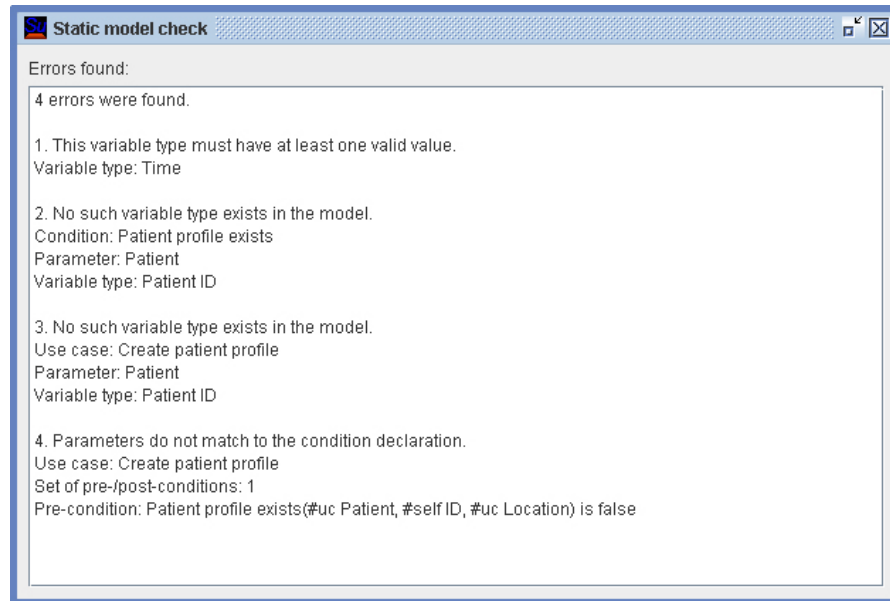 Static model check
Errors found:
4 errors were found.
1. This variable type must have at least one valid value.
Variable type: Time
2. No such variable type exists in the model.
Condition: Patient profile exists
Parameter: Patient
Variable type: Patient ID
3. No such variable type exists in the model.
Use case: Create patient profile
Parameter: Patient
Variable type: Patient ID
4. Parameters do not match to the condition declaration.
Use case: Create patient profile
Set of pre-/post-conditions: 1
Pre-condition: Patient profile exists(#uc Patient, #self ID, #uc Location) is false